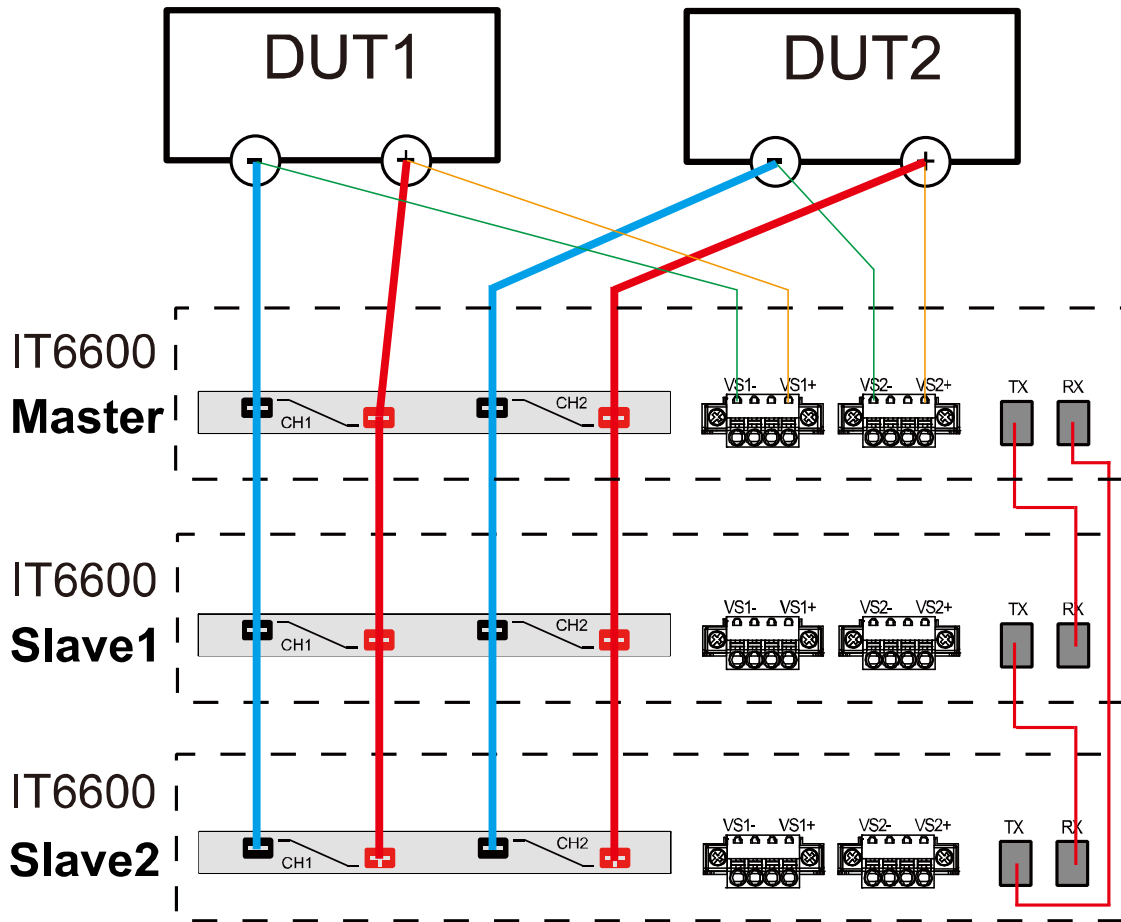 DUT1
DUT2
-
+
-
+
IT6600
Master
CH1
CH2
VS1-
VS1+
VS2-
VS2+
TX
RX
IT6600
Slave1
CH1
CH2
VS1-
VS1+
VS2-
VS2+
TX
RX
IT6600
Slave2
CH1
CH2
VS1-
VS1+
VS2-
VS2+
TX
RX